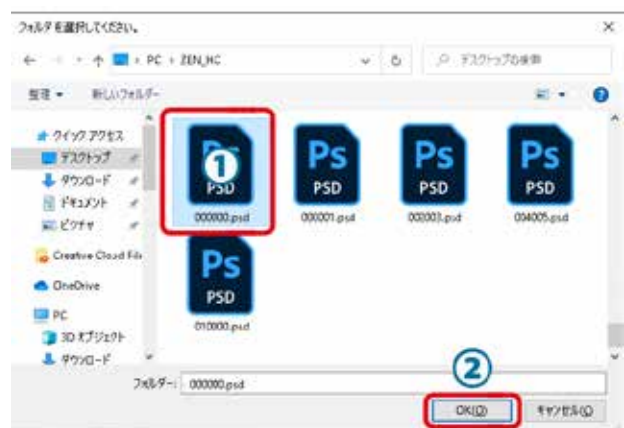 フォルダを選択してください。
PC › ZEN_HC
デスクトップの検索
整理
新しいフォルダー
クイック アクセス
デスクトップ
ダウンロード
ドキュメント
ピクチャ
Creative Cloud File
OneDrive
PC
3D オブジェクト
ダウンロード
1
Ps Ps Ps
PSD PSD PSD PSD
000000.psd 000001.psd 002003.psd 004005.psd
Ps
PSD
010000.psd
2
フォルダー: 000000.psd
OK(O) キャンセル(C)